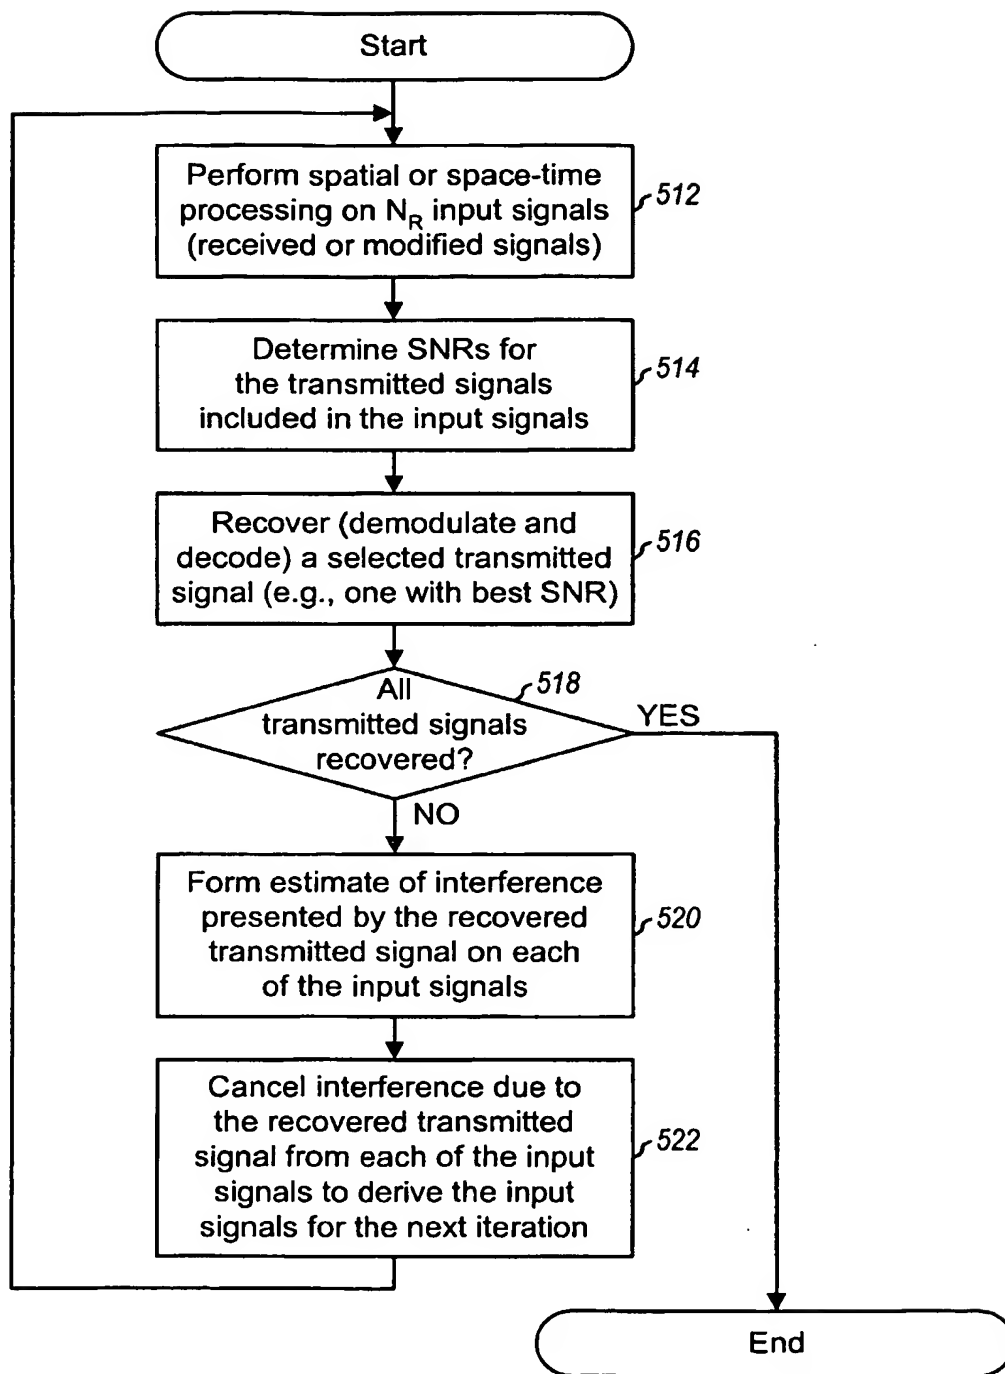 Start
Perform spatial or space-time
processing on NR input signals
(received or modified signals)
512
Determine SNRs for
the transmitted signals
included in the input signals
514
Recover (demodulate and
decode) a selected transmitted
signal (e.g., one with best SNR)
516
All
transmitted signals
recovered?
518
YES
NO
Form estimate of interference
presented by the recovered
transmitted signal on each
of the input signals
520
Cancel interference due to
the recovered transmitted
signal from each of the input
signals to derive the input
signals for the next iteration
522
End